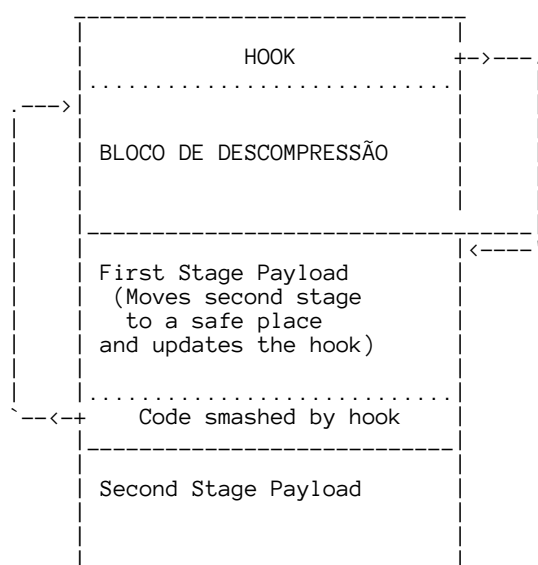 HOOK
BLOCO DE DESCOMPRESSÃO
First Stage Payload
(Moves second stage
to a safe place
and updates the hook)
Code smashed by hook
Second Stage Payload